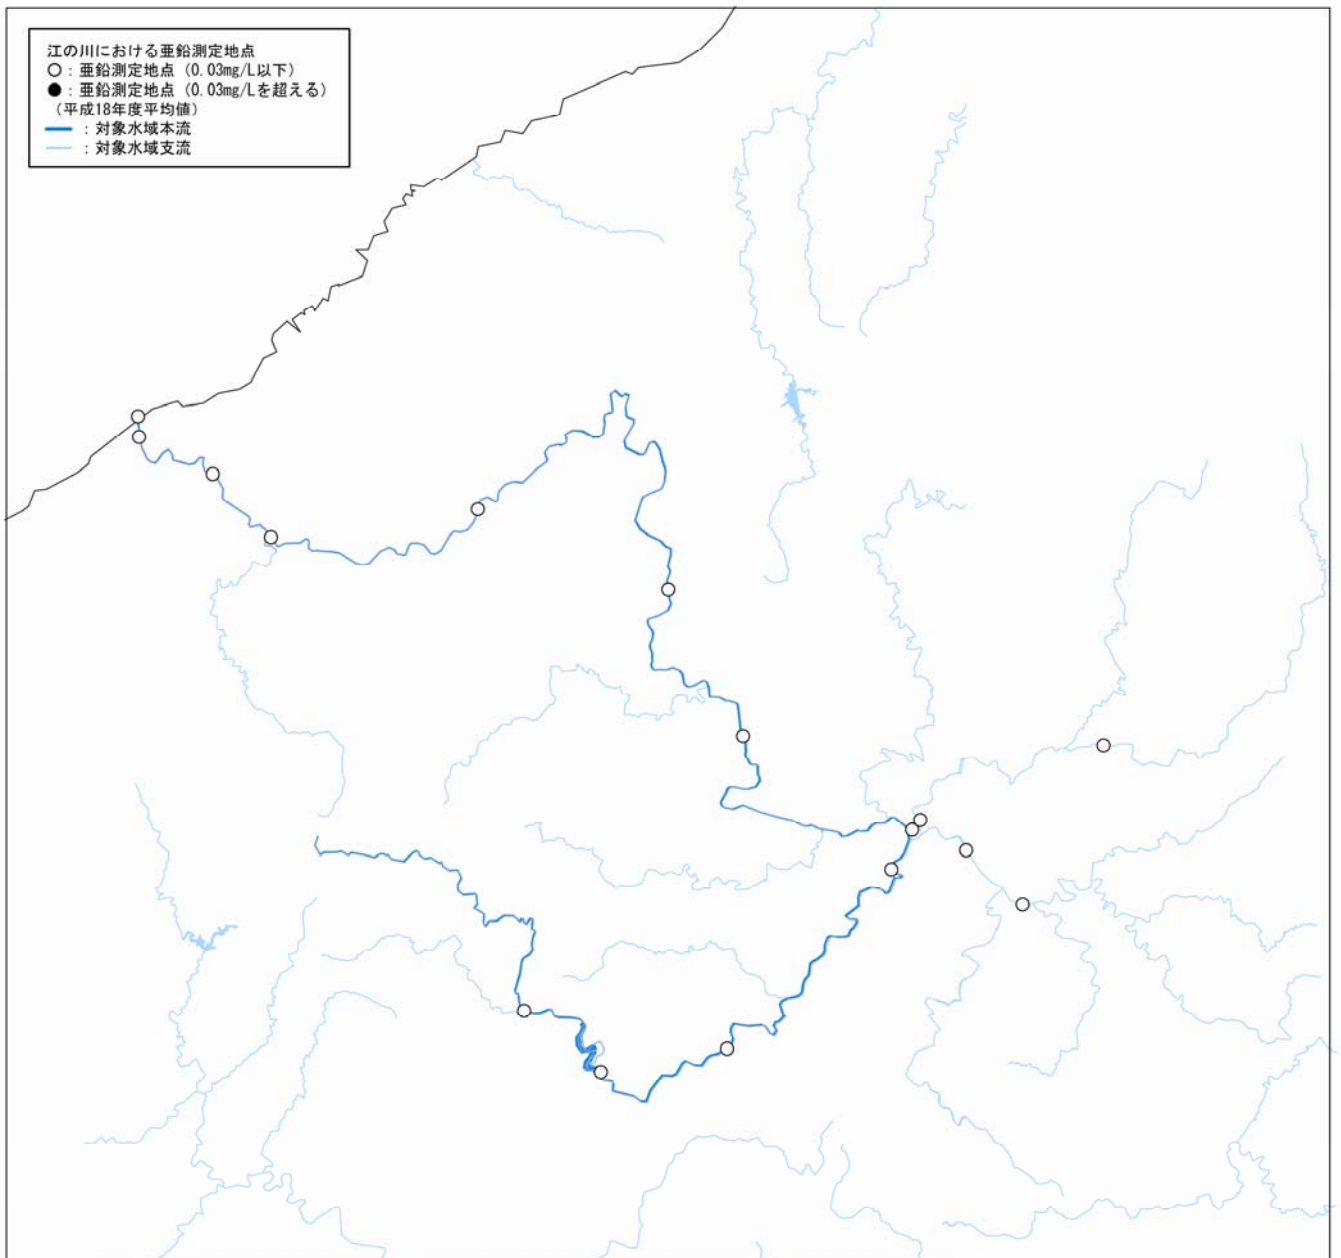 江の川における亜鉛測定地点
○：亜鉛測定地点（0.03mg/L以下）
●：亜鉛測定地点（0.03mg/Lを超える）
（平成18年度平均値）
：対象水域本流
：対象水域支流